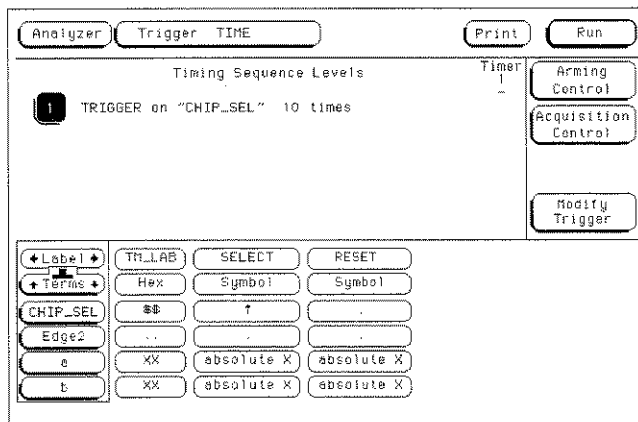 Analyzer Trigger TIME Print Run
Timing Sequence Levels Timer
1
-
Arming
Control
1 TRIGGER on "CHIP_SEL" 10 times
Acquisition
Control
Modify
Trigger
←Label→ TM_LAB SELECT RESET
↑Terms↓ Hex Symbol Symbol
CHIP_SEL $$ ↑ .
Edge2 .. . .
a XX absolute X absolute X
b XX absolute X absolute X